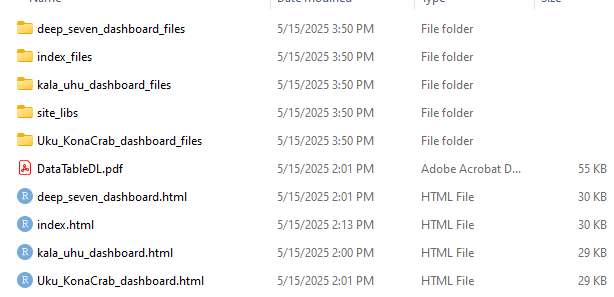 Name Date modified Type Size
deep_seven_dashboard_files 5/15/2025 3:50 PM File folder
index_files 5/15/2025 3:50 PM File folder
kala_uhu_dashboard_files 5/15/2025 3:50 PM File folder
site_libs 5/15/2025 3:50 PM File folder
Uku_KonaCrab_dashboard_files 5/15/2025 3:50 PM File folder
DataTableDL.pdf 5/15/2025 2:01 PM Adobe Acrobat D... 55 KB
deep_seven_dashboard.html 5/15/2025 2:01 PM HTML File 30 KB
index.html 5/15/2025 2:13 PM HTML File 30 KB
kala_uhu_dashboard.html 5/15/2025 2:00 PM HTML File 29 KB
Uku_KonaCrab_dashboard.html 5/15/2025 2:01 PM HTML File 29 KB